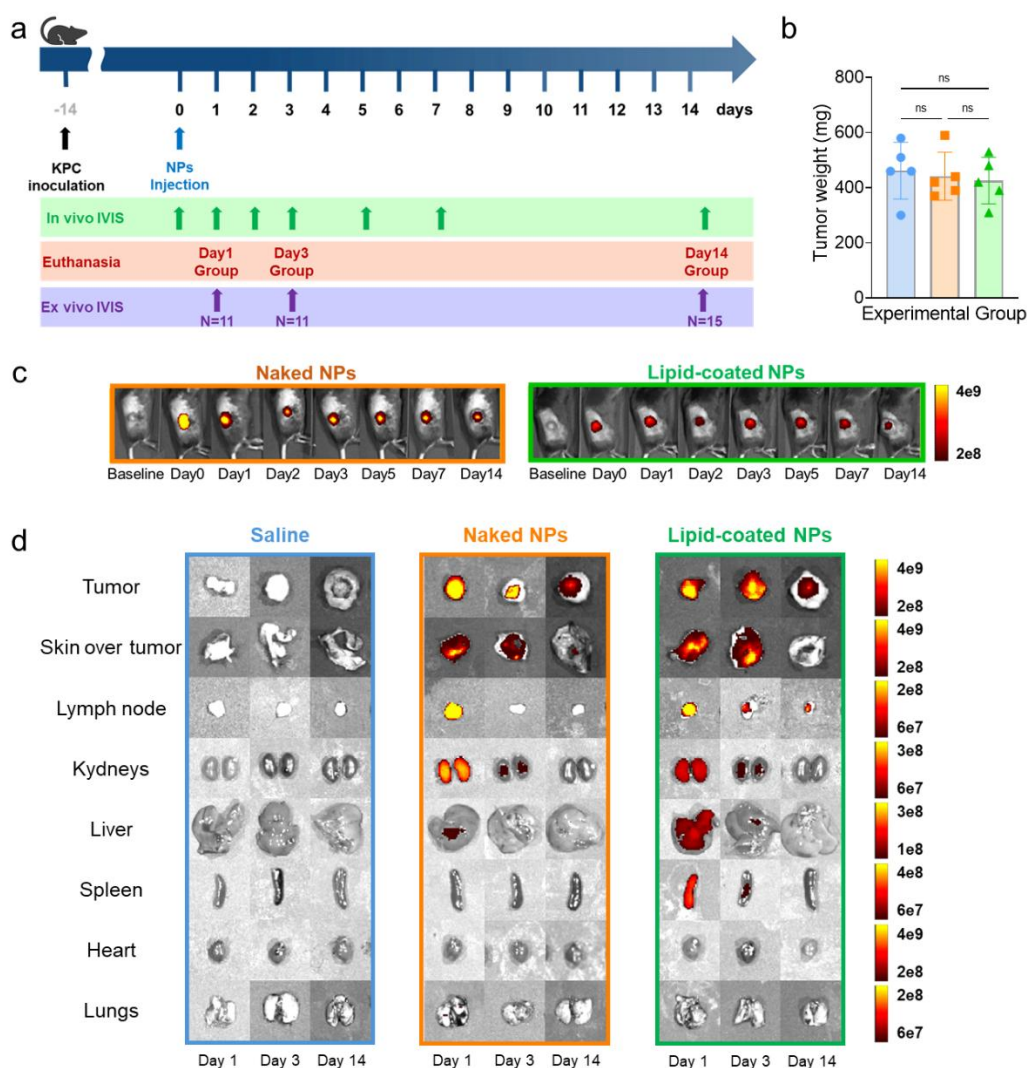 a
-14
0 1 2 3 5 6 7 8 9 10 11 12 13 14 days
KPC
inoculation
NPs
Injection
In vivo IVIS
Euthanasia
Day1
Group
Day3
Group
Day14
Group
Ex vivo IVIS
N=11
N=11
N=15
b
ns
ns
ns
Tumor weight (mg)
800
600
400
200
0
Experimental Group
c
Naked NPs
Baseline Day0 Day1 Day2 Day3 Day5 Day7 Day14
Lipid-coated NPs
Baseline Day0 Day1 Day2 Day3 Day5 Day7 Day14
4e9
2e8
d
Saline
Naked NPs
Lipid-coated NPs
Tumor
4e9
2e8
Skin over tumor
4e9
2e8
Lymph node
2e8
6e7
Kydneys
3e8
6e7
Liver
3e8
1e8
Spleen
4e8
6e7
Heart
4e9
2e8
Lungs
2e8
6e7
Day 1 Day 3 Day 14
Day 1 Day 3 Day 14
Day 1 Day 3 Day 14